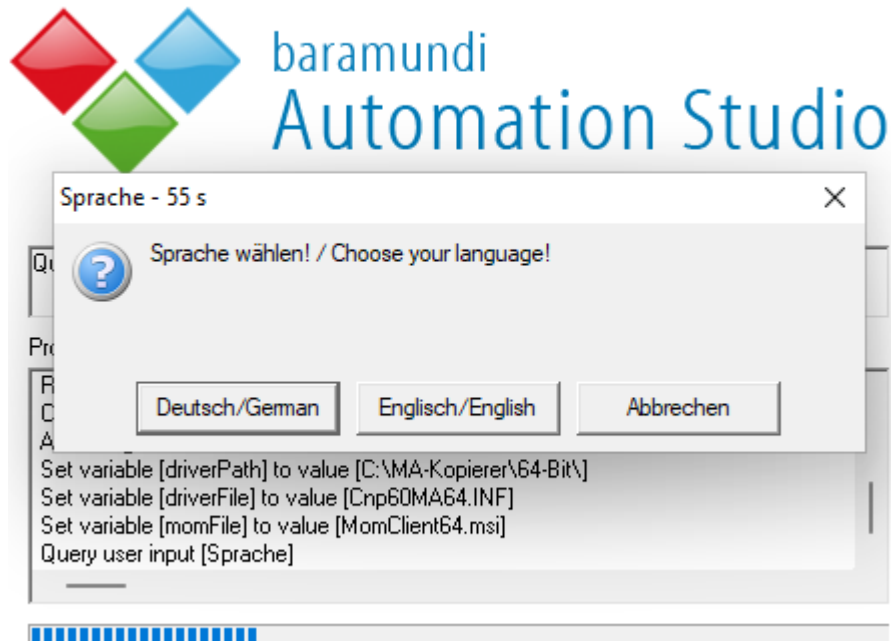 baramundi
Automation Studio
Sprache - 55 s
Sprache wählen! / Choose your language!
Deutsch/German
Englisch/English
Abbrechen
Set variable [driverPath] to value [C:\MA-Kopierer\64-Bit\]
Set variable [driverFile] to value [Cnp60MA64.INF]
Set variable [momFile] to value [MomClient64.msi]
Query user input [Sprache]